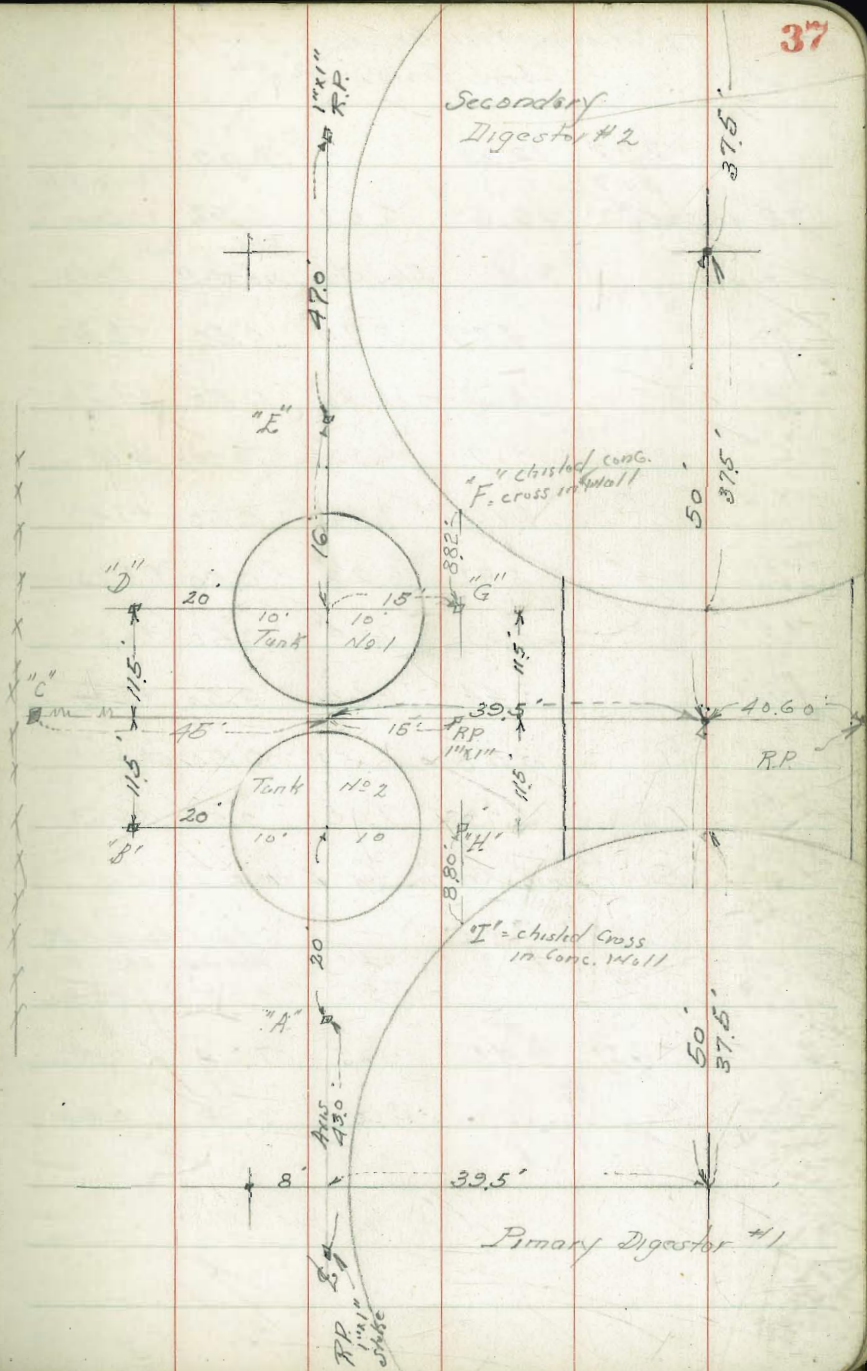 37
1"x1"
R.P.
Secondary
Digestor #2
37.5'
47.0'
"E"
"F" = chisled conc.
cross in Wall
50'
37.5'
16'
8.82'
"D"
20'
15'
"G"
10'
10'
Tank No 1
11.5'
11.5'
"C"
39.5'
40.60'
45'
15'
R.P.
1"x1"
R.P.
11.5'
11.5'
Tank No 2
20'
10'
10
"B"
"H"
8.80'
"I" = chisled Cross
in Conc. Wall
20'
"A"
50'
37.5'
Axis
43.0'
8'
39.5'
Pimary Digestor #1
R.P.
1"x1"
Stake